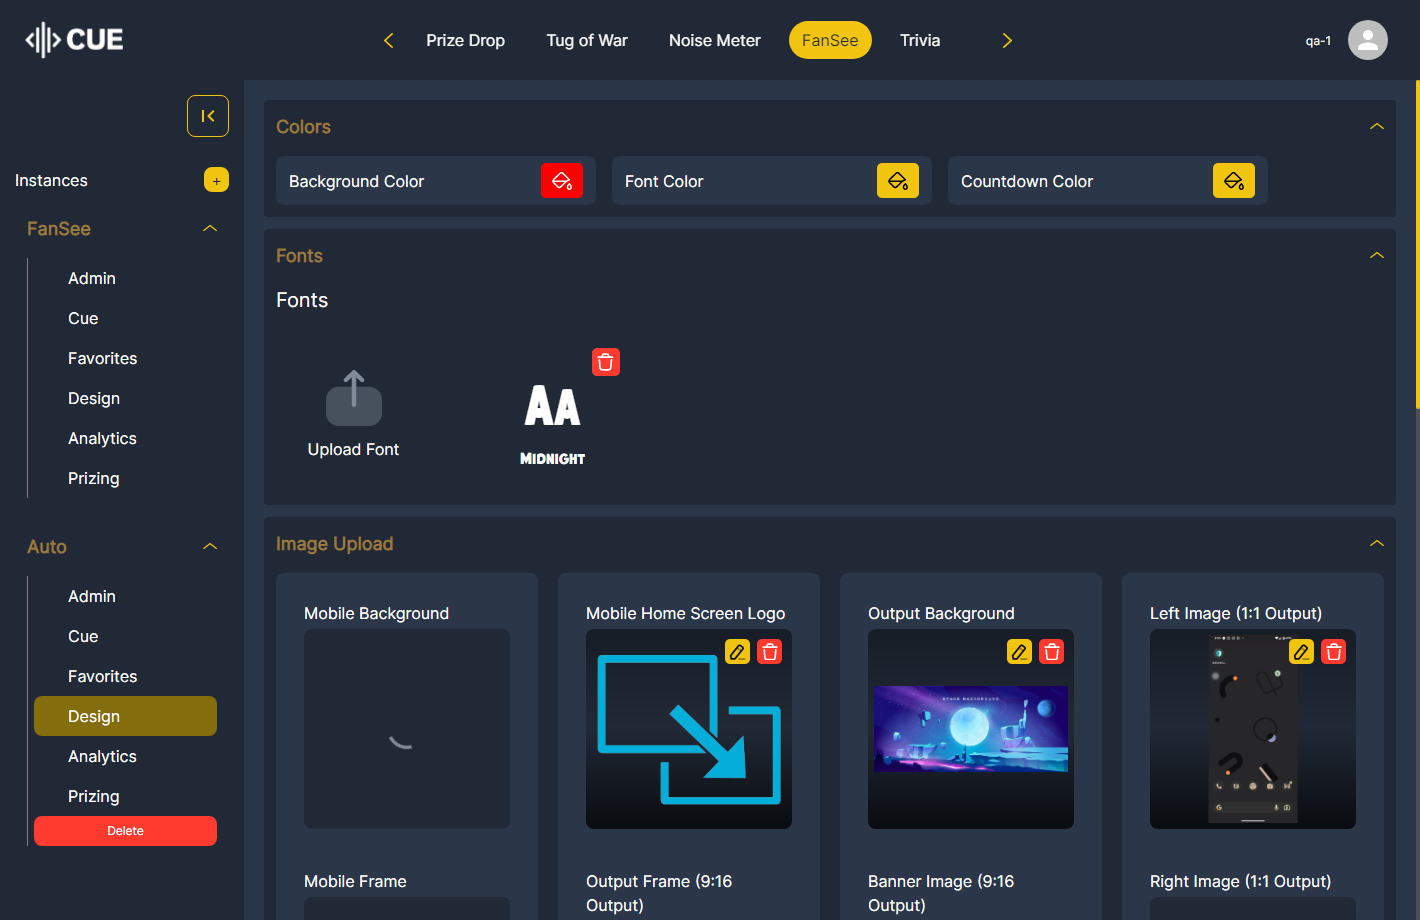 CUE
Prize Drop
Tug of War
Noise Meter
FanSee
Trivia
qa-1
Instances
+
FanSee
Admin
Cue
Favorites
Design
Analytics
Prizing
Auto
Admin
Cue
Favorites
Design
Analytics
Prizing
Delete
Colors
Background Color
Font Color
Countdown Color
Fonts
Fonts
Upload Font
AA
MIDNIGHT
Image Upload
Mobile Background
Mobile Home Screen Logo
Output Background
SPACE BACKGROUND
Left Image (1:1 Output)
Mobile Frame
Output Frame (9:16
Output)
Banner Image (9:16
Output)
Right Image (1:1 Output)